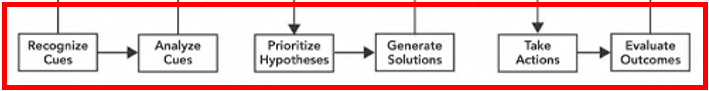 Recognize
Cues
Analyze
Cues
Prioritize
Hypotheses
Generate
Solutions
Take
Actions
Evaluate
Outcomes